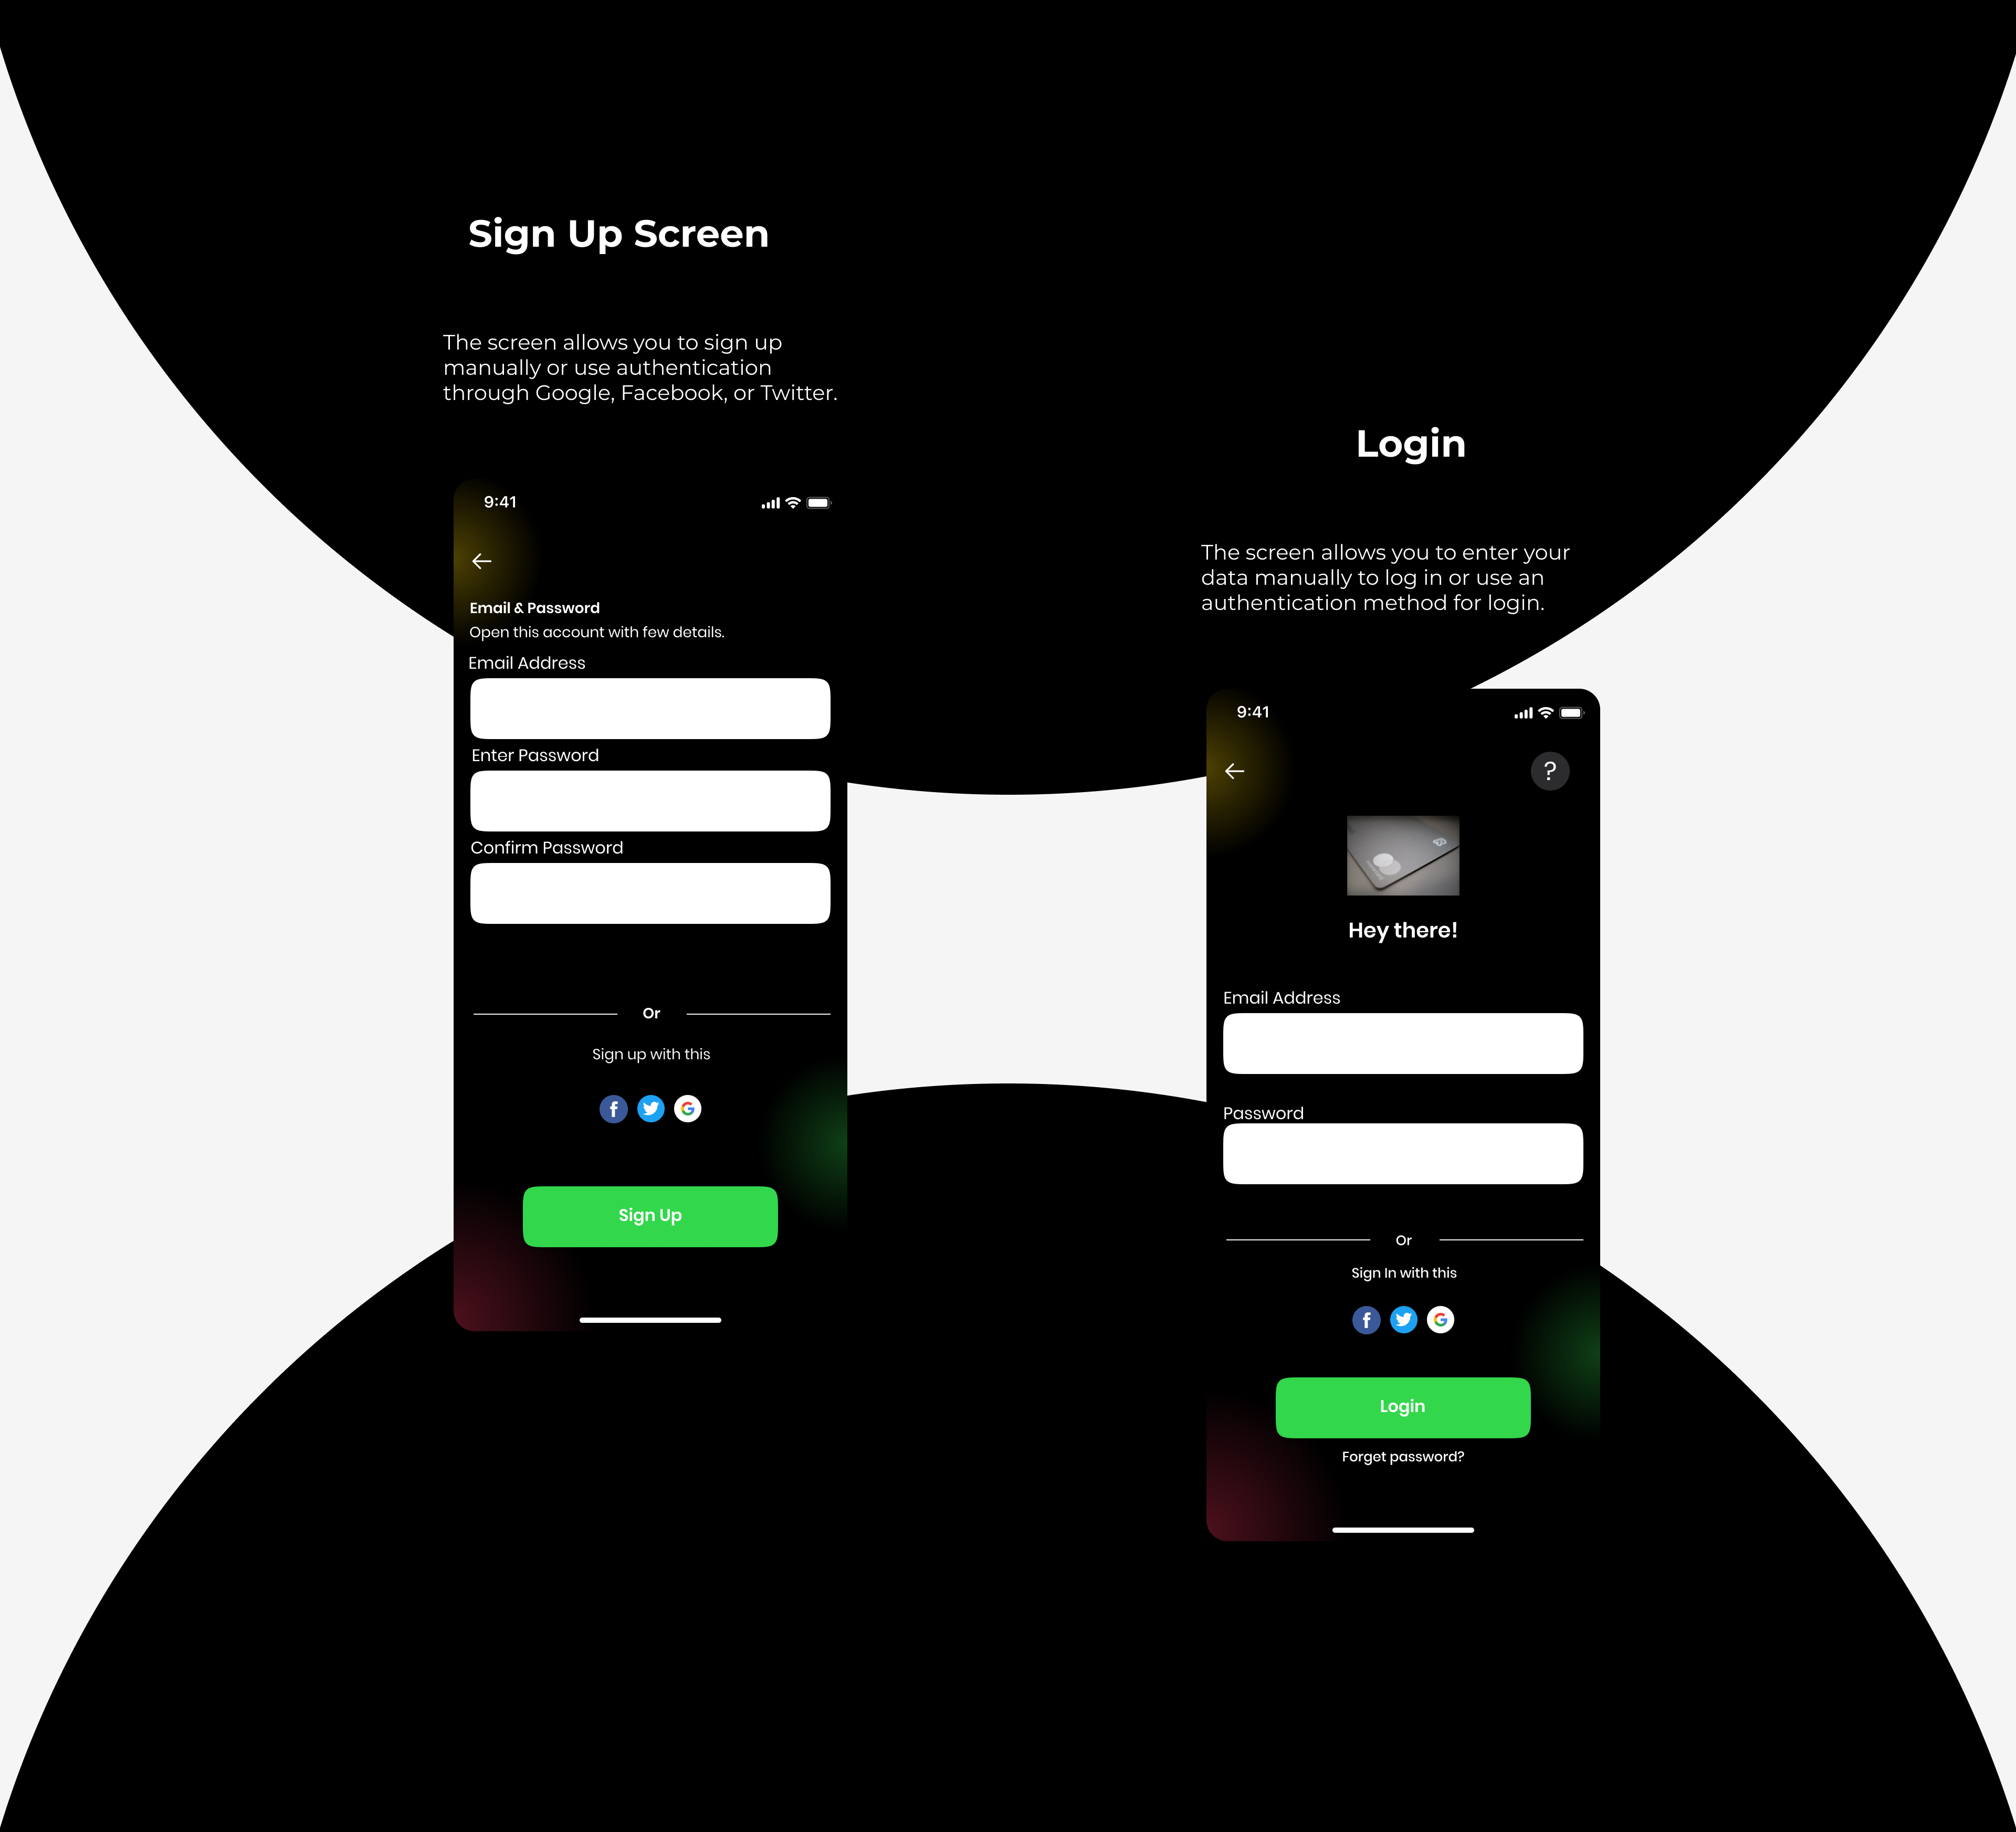 Sign Up Screen
The screen allows you to sign up
manually or use authentication
through Google, Facebook, or Twitter.
9:41
Email & Password
Open this account with few details.
Email Address
Enter Password
Confirm Password
Or
Sign up with this
Sign Up
Login
The screen allows you to enter your
data manually to log in or use an
authentication method for login.
9:41
?
Hey there!
Email Address
Password
Or
Sign In with this
Login
Forget password?